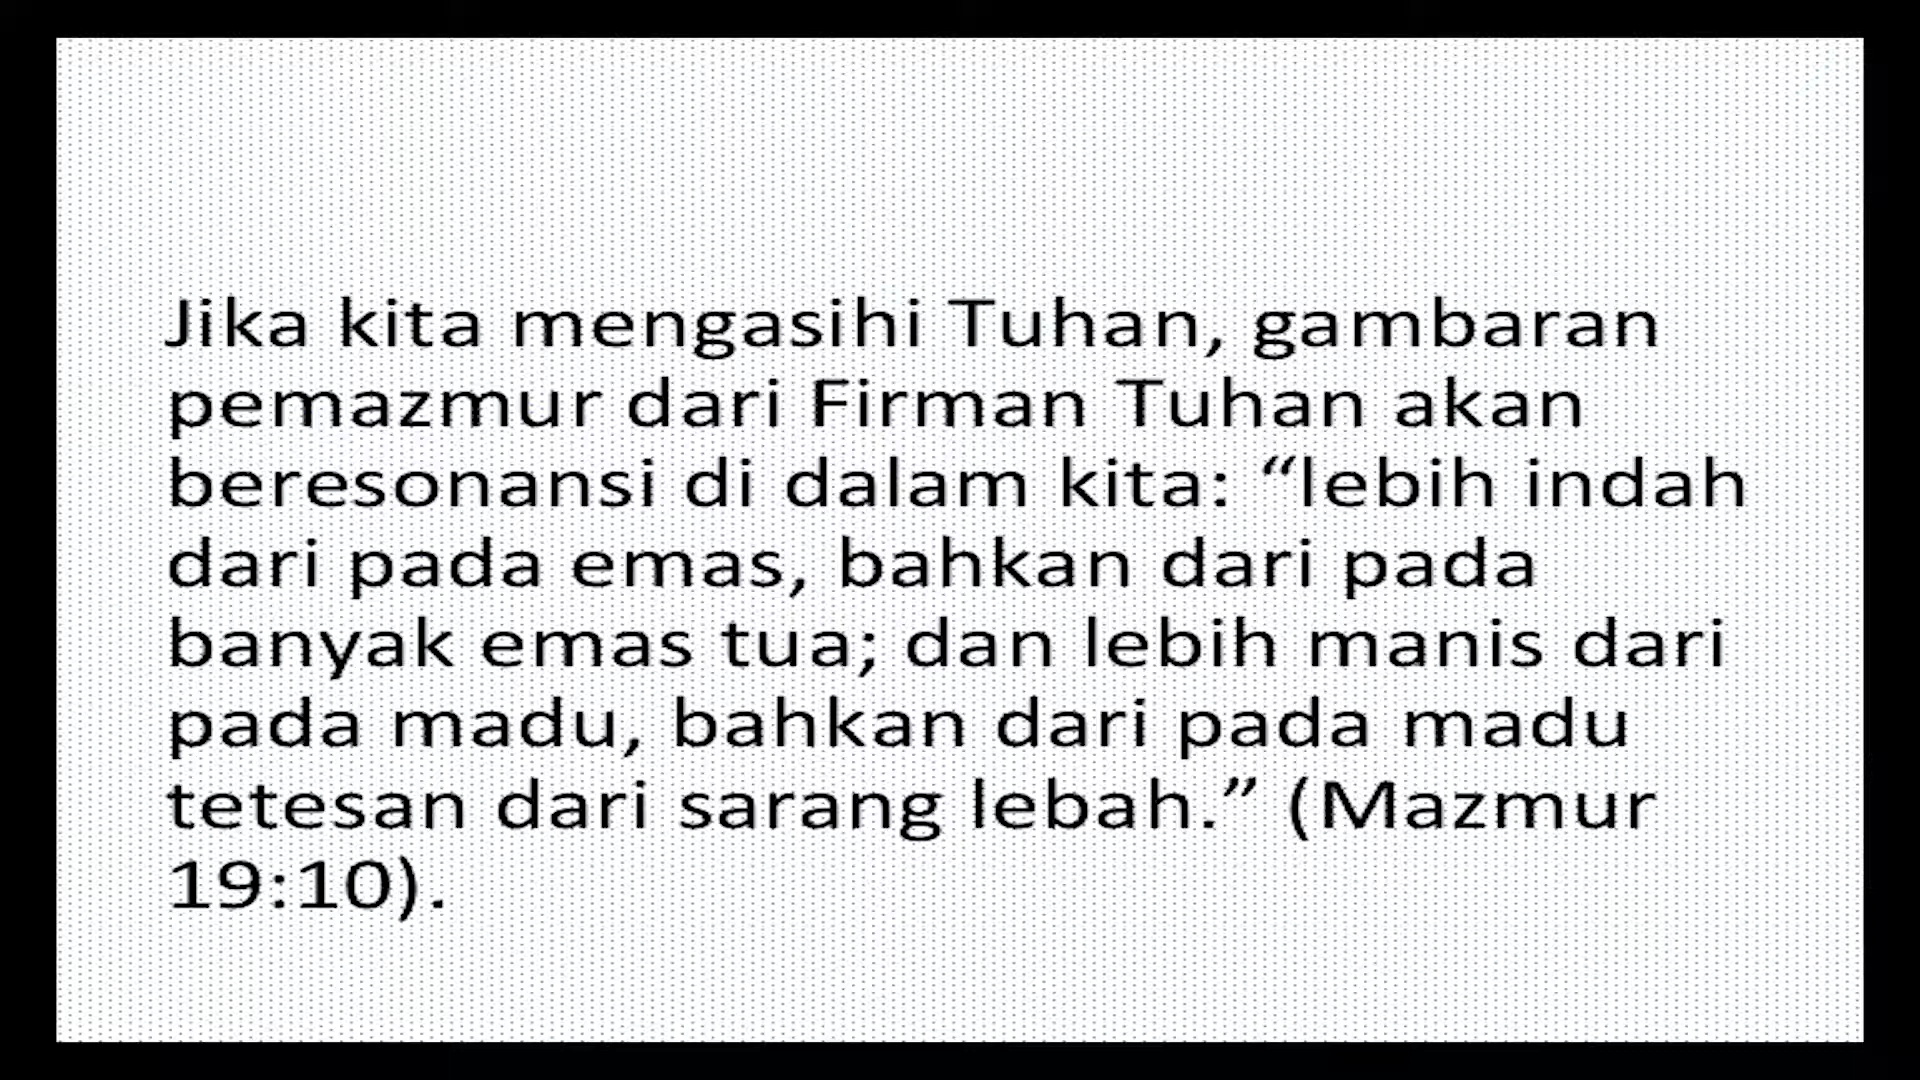 Jika kita mengasihi Tuhan, gambaran
pemazmur dari Firman Tuhan akan
beresonansi di dalam kita: “lebih indah
dari pada emas, bahkan dari pada
banyak emas tua; dan lebih manis dari
pada madu, bahkan dari pada madu
tetesan dari sarang lebah.” (Mazmur
19:10).